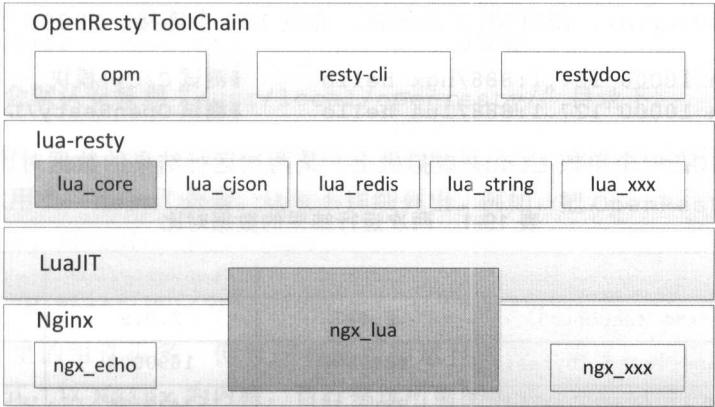 OpenResty ToolChain
opm
resty-cli
restydoc
lua-resty
lua_core
lua_cjson
lua_redis
lua_string
lua_xxx
LuaJIT
Nginx
ngx_lua
ngx_echo
ngx_xxx